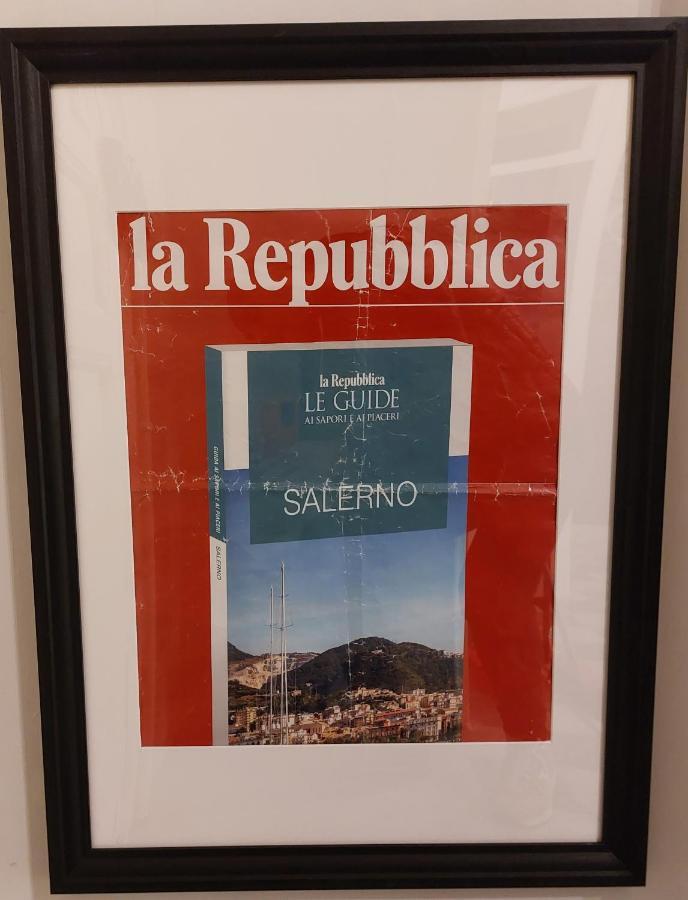 la Repubblica
la Repubblica
LE GUIDE
AI SAPORI E AI PIACERI
SALERNO
GUIDA AI SAPORI E AI PIACERI
SALERNO